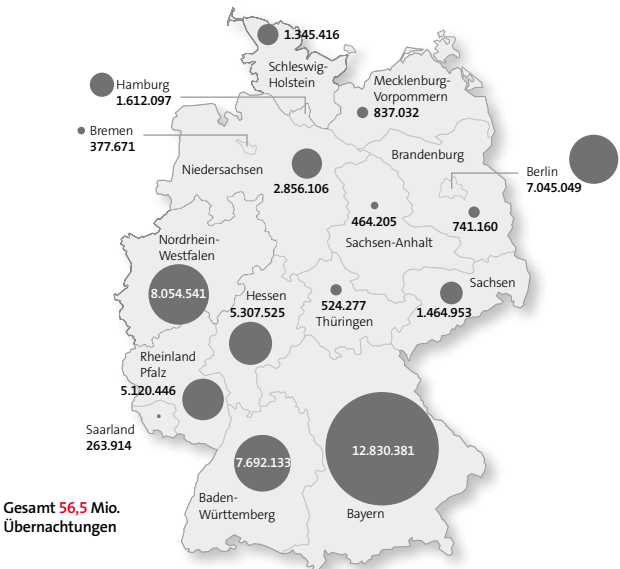 1.345.416
Schleswig-
Holstein
Hamburg
1.612.097
Mecklenburg-
Vorpommern
837.032
Bremen
377.671
Niedersachsen
2.856.106
Brandenburg
Berlin
7.045.049
464.205
Sachsen-Anhalt
741.160
Nordrhein-
Westfalen
8.054.541
Hessen
5.307.525
524.277
Thüringen
Sachsen
1.464.953
Rheinland
Pfalz
5.120.446
Saarland
263.914
7.692.133
Baden-
Württemberg
12.830.381
Bayern
Gesamt 56,5 Mio.
Übernachtungen